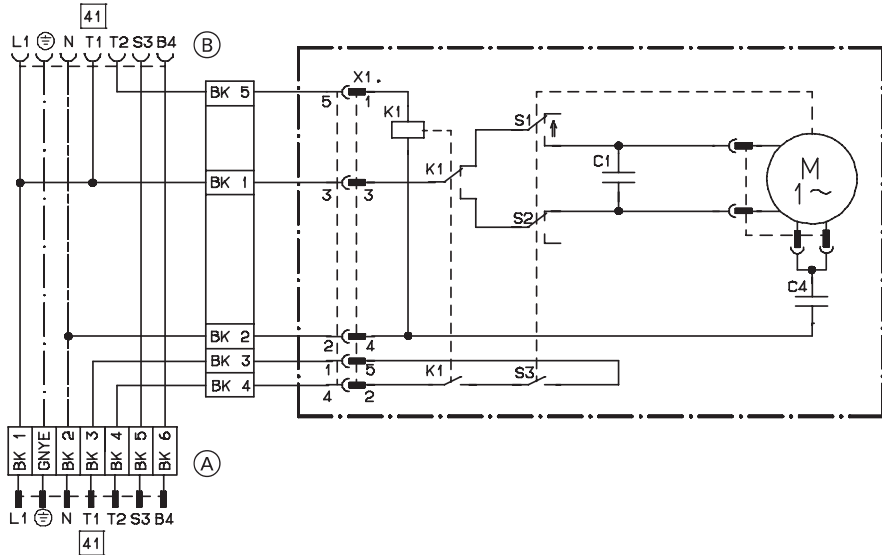 41
L1 N T1 T2 S3 B4 B
X1.
BK 5 5 1
K1
S1
C1
M
1~
K1
BK 1 3 3
S2
C4
BK 2 2 4
BK 3 1 5
K1 S3
BK 4 4 2
BK 1 GNYE BK 2 BK 3 BK 4 BK 5 BK 6 A
L1 N T1 T2 S3 B4
41